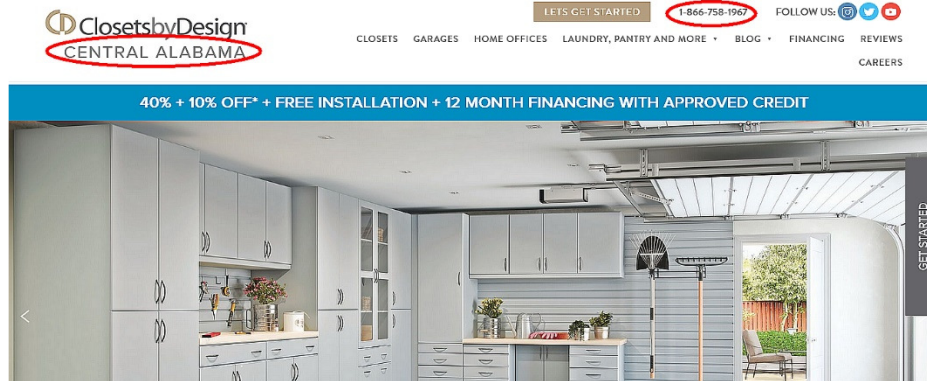 LETS GET STARTED
1-866-758-1967
FOLLOW US:
ClosetsbyDesign
CENTRAL ALABAMA
CLOSETS GARAGES HOME OFFICES LAUNDRY, PANTRY AND MORE BLOG FINANCING REVIEWS
CAREERS
40% + 10% OFF* + FREE INSTALLATION + 12 MONTH FINANCING WITH APPROVED CREDIT
GET STARTED